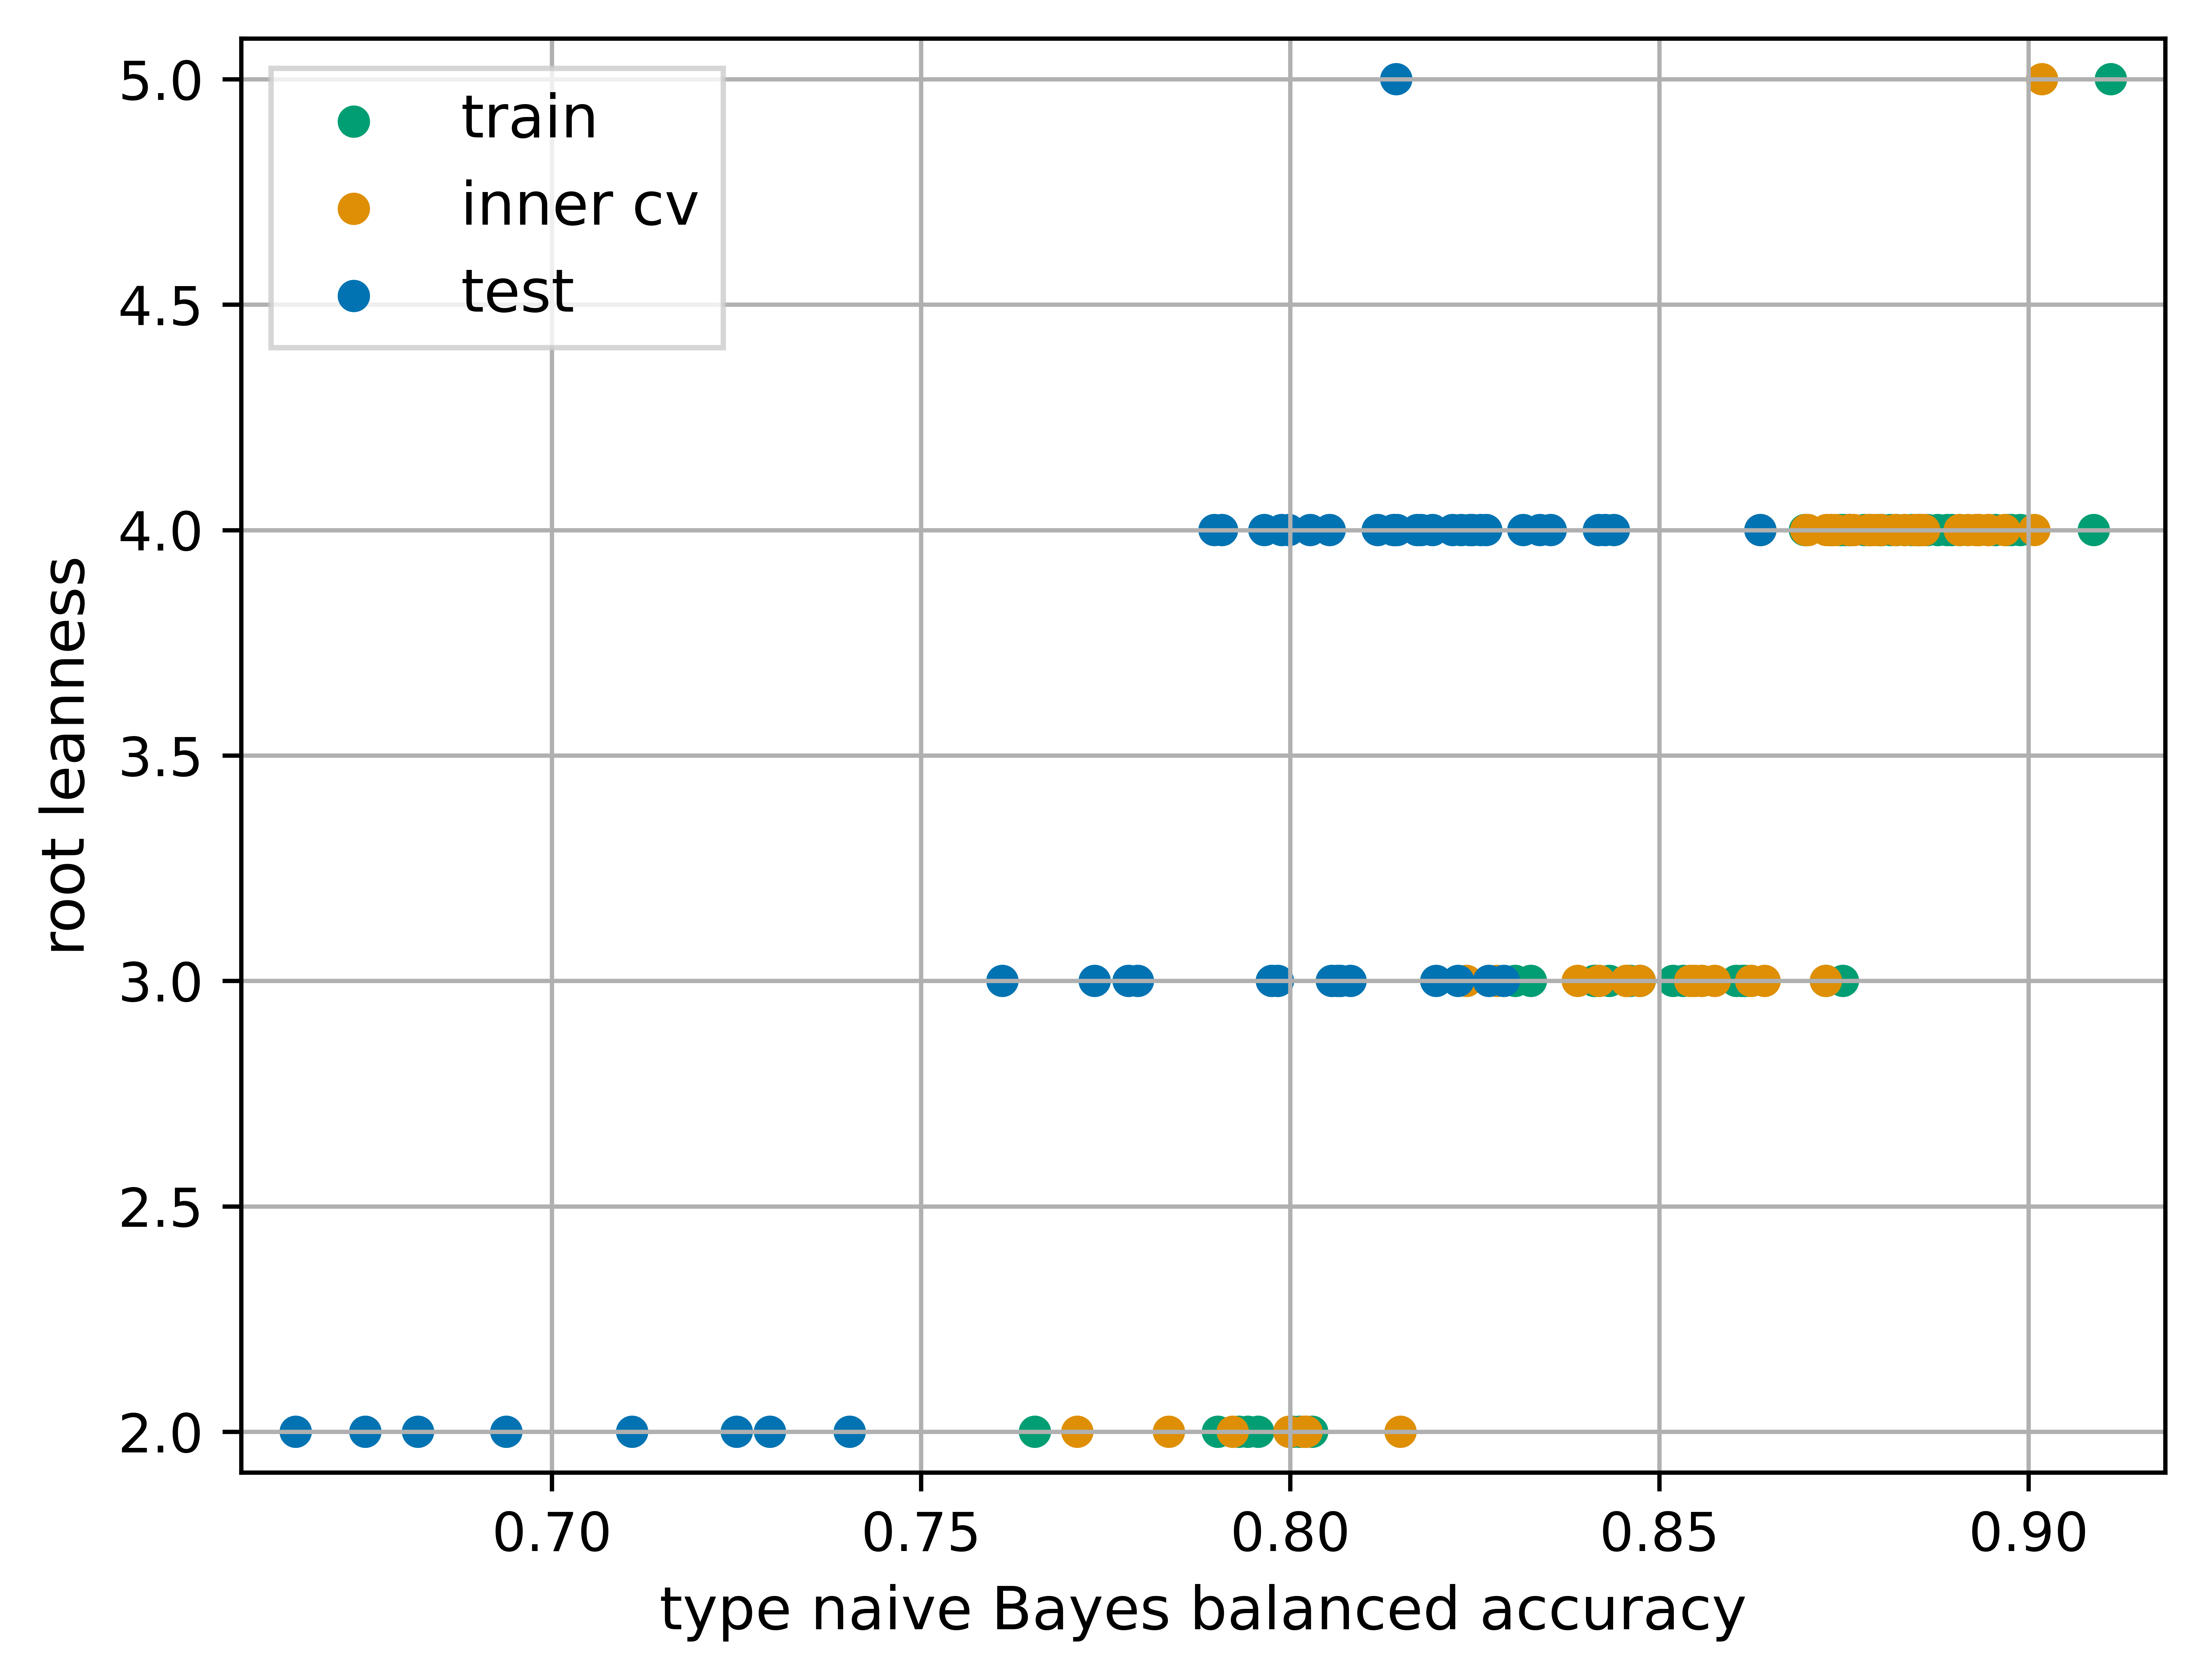 train
inner cv
test
5.0
4.5
4.0
3.5
3.0
2.5
2.0
root leanness
0.70 0.75 0.80 0.85 0.90
type naive Bayes balanced accuracy